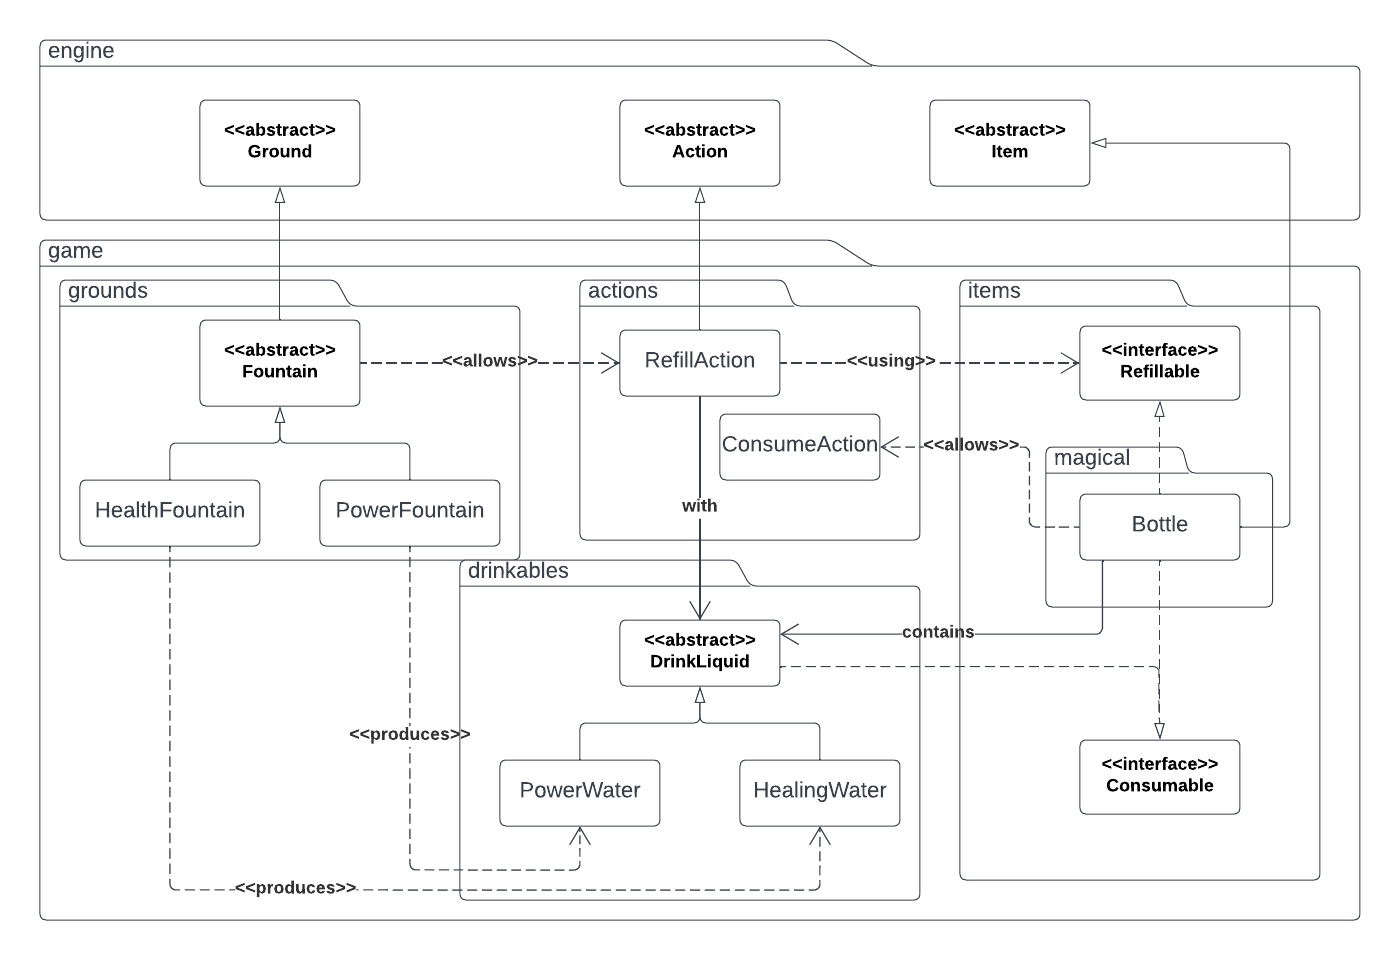 engine
<<abstract>>
Ground
<<abstract>>
Action
<<abstract>>
Item
game
grounds
actions
items
<<abstract>>
Fountain
<<allows>>
RefillAction
<<using>>
<<interface>>
Refillable
ConsumeAction
<<allows>>
magical
HealthFountain
PowerFountain
with
Bottle
drinkables
<<abstract>>
DrinkLiquid
contains
<<produces>>
PowerWater
HealingWater
<<interface>>
Consumable
<<produces>>